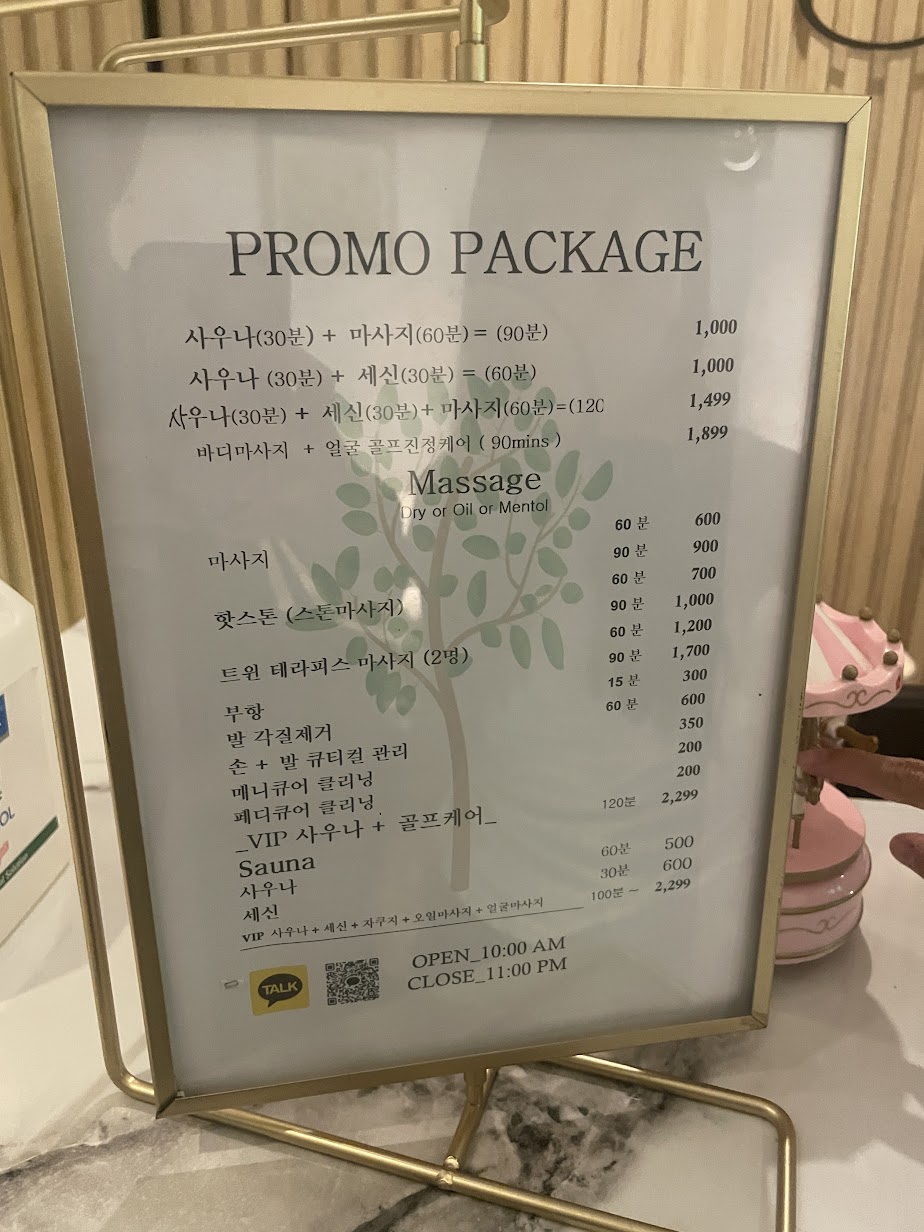 PROMO PACKAGE
사우나(30분) + 마사지(60분) = (90분) 1,000
사우나 (30분) + 세신(30분) = (60분) 1,000
사우나(30분) + 세신(30분)+ 마사지(60분)=(120 1,499
바디마사지 + 얼굴 골프진정케어 ( 90mins ) 1,899
Massage
Dry or Oil or Mentol
60 분 600
마사지 90 분 900
60 분 700
핫스톤 (스톤마사지) 90 분 1,000
60 분 1,200
트윈 테라피스 마사지 (2명) 90 분 1,700
15 분 300
부항 60 분 600
발 각질제거 350
손 + 발 큐티컬 관리 200
매니큐어 클리닝 200
페디큐어 클리닝
_VIP 사우나 + 골프케어_ 120분 2,299
Sauna
사우나 60분 500
세신 30분 600
VIP 사우나 + 세신 + 자쿠지 + 오일마사지 + 얼굴마사지 100분 ~ 2,299
OPEN_10:00 AM
CLOSE_11:00 PM
TALK
OL